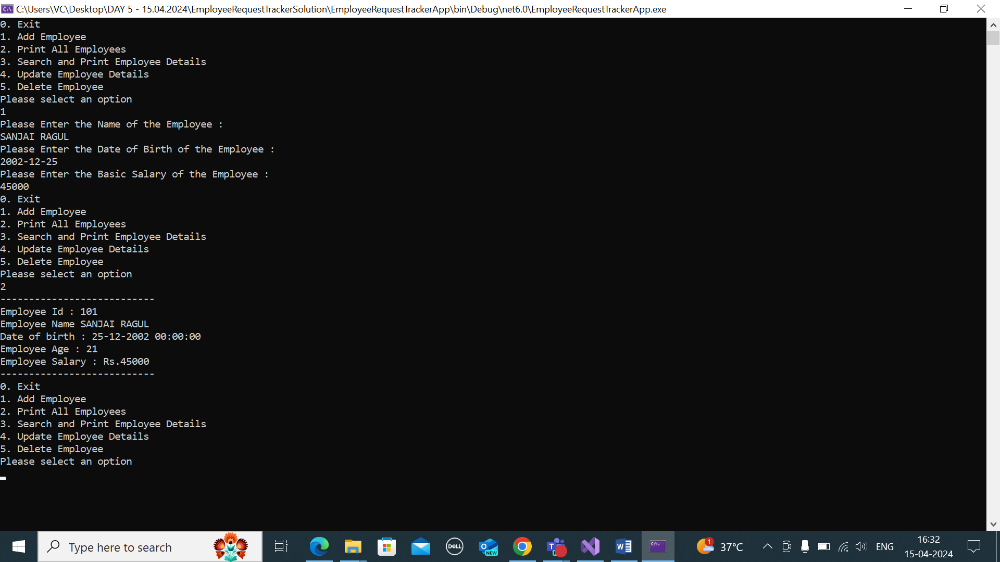 C:\Users\VC\Desktop\DAY 5 - 15.04.2024\EmployeeRequestTrackerSolution\EmployeeRequestTrackerApp\bin\Debug\net6.0\EmployeeRequestTrackerApp.exe
0. Exit
1. Add Employee
2. Print All Employees
3. Search and Print Employee Details
4. Update Employee Details
5. Delete Employee
Please select an option
1
Please Enter the Name of the Employee :
SANJAI RAGUL
Please Enter the Date of Birth of the Employee :
2002-12-25
Please Enter the Basic Salary of the Employee :
45000
0. Exit
1. Add Employee
2. Print All Employees
3. Search and Print Employee Details
4. Update Employee Details
5. Delete Employee
Please select an option
2
---------------------------
Employee Id : 101
Employee Name SANJAI RAGUL
Date of birth : 25-12-2002 00:00:00
Employee Age : 21
Employee Salary : Rs.45000
---------------------------
0. Exit
1. Add Employee
2. Print All Employees
3. Search and Print Employee Details
4. Update Employee Details
5. Delete Employee
Please select an option
Type here to search
DELL
NEW
1
37°C
ENG
16:32
15-04-2024